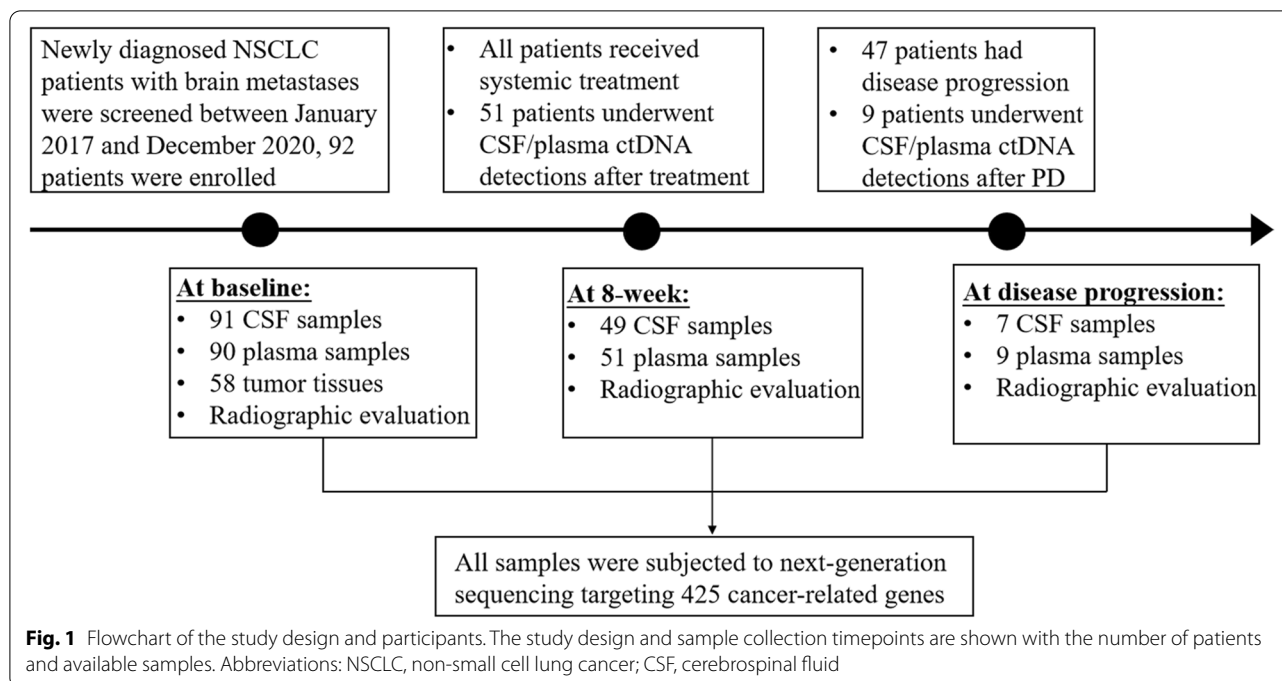 Newly diagnosed NSCLC
patients with brain metastases
were screened between January
2017 and December 2020, 92
patients were enrolled
• All patients received
systemic treatment
• 51 patients underwent
CSF/plasma ctDNA
detections after treatment
• 47 patients had
disease progression
• 9 patients underwent
CSF/plasma ctDNA
detections after PD
At baseline:
• 91 CSF samples
• 90 plasma samples
• 58 tumor tissues
• Radiographic evaluation
At 8-week:
• 49 CSF samples
• 51 plasma samples
• Radiographic evaluation
At disease progression:
• 7 CSF samples
• 9 plasma samples
• Radiographic evaluation
All samples were subjected to next-generation
sequencing targeting 425 cancer-related genes
Fig. 1 Flowchart of the study design and participants. The study design and sample collection timepoints are shown with the number of patients
and available samples. Abbreviations: NSCLC, non-small cell lung cancer; CSF, cerebrospinal fluid